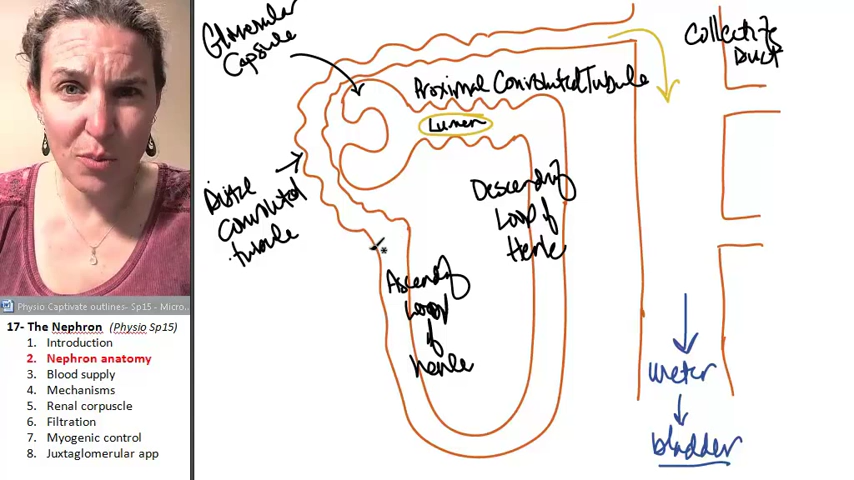 Glomerular
Capsule
Collecting
Duct
Proximal Convoluted Tubule
Lumen
Distal
convoluted
tubule
Descending
Loop of
Henle
Ascending
Loop
of
henle
ureter
bladder
Physio Captivate outlines- Sp15 - Micro...
17- The Nephron (Physio Sp15)
1. Introduction
2. Nephron anatomy
3. Blood supply
4. Mechanisms
5. Renal corpuscle
6. Filtration
7. Myogenic control
8. Juxtaglomerular app